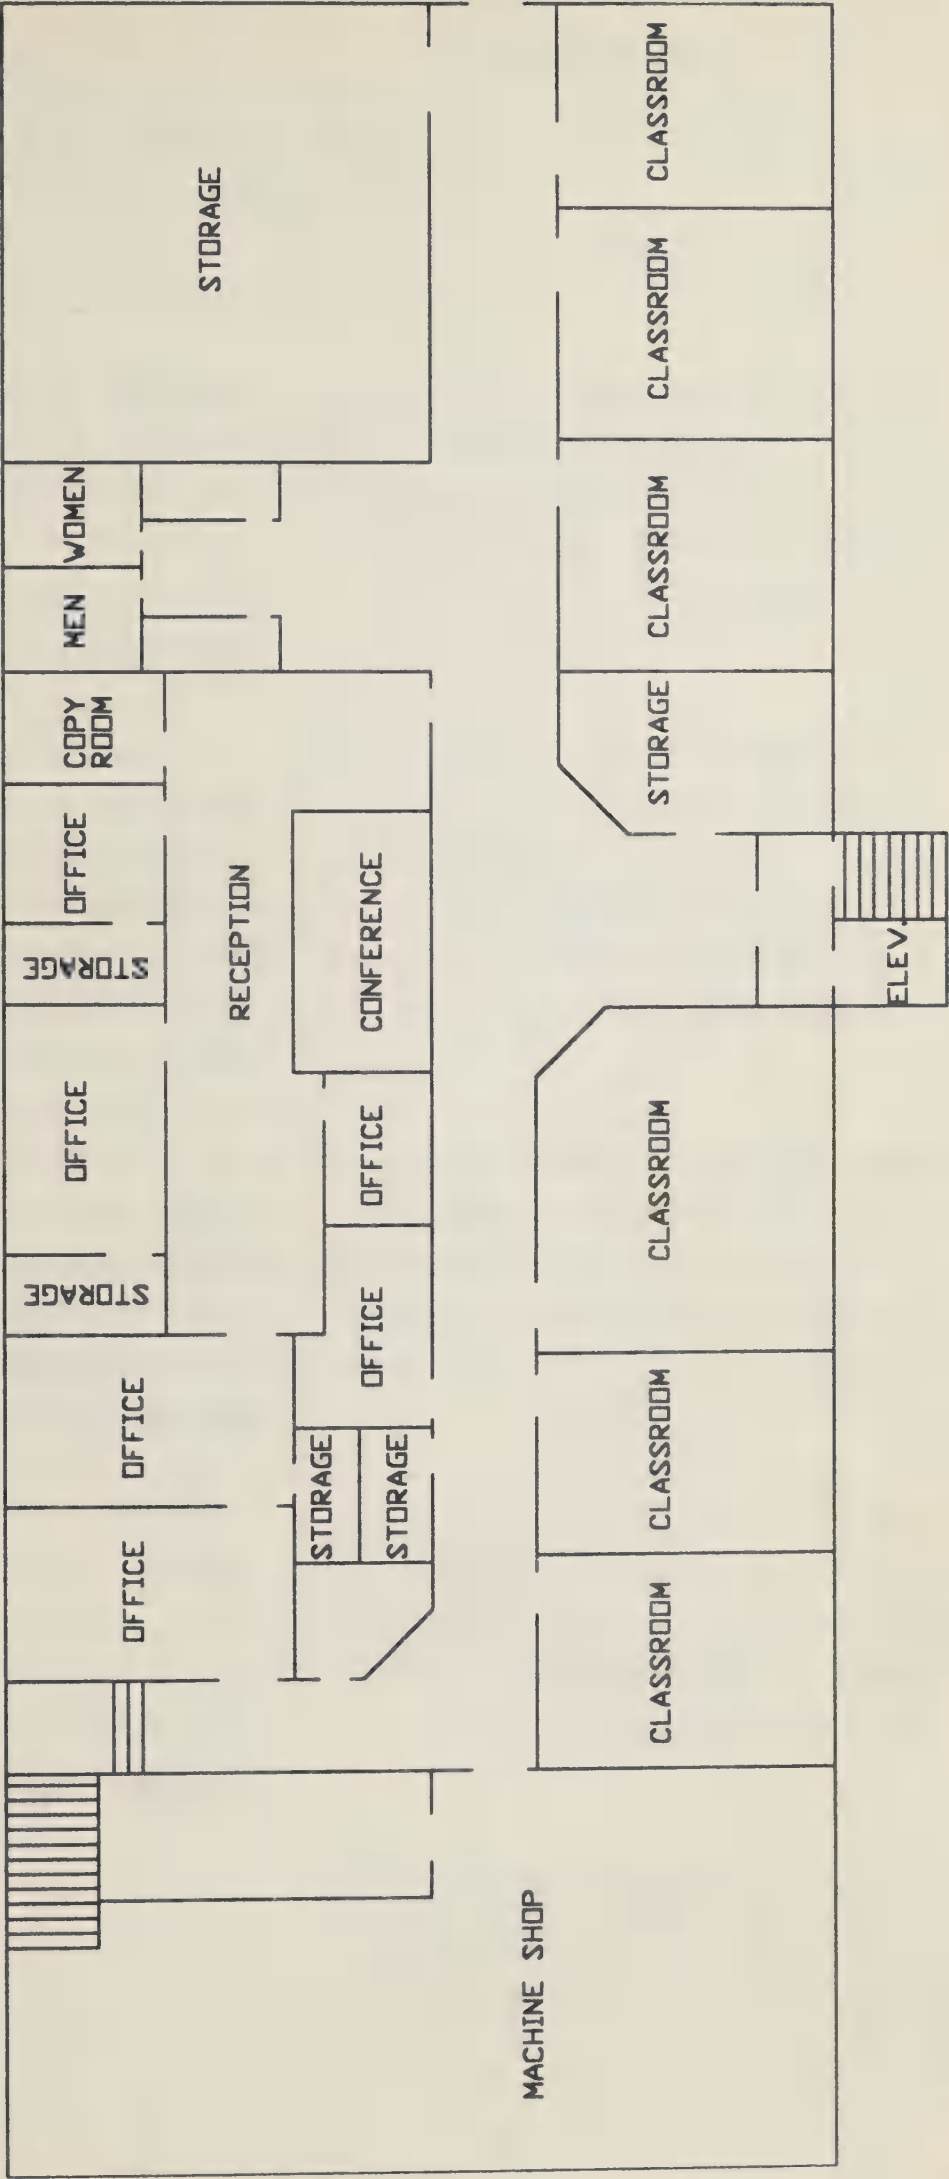 STORAGE
CLASSROOM
CLASSROOM
WOMEN
MEN
CLASSROOM
COPY
ROOM
STORAGE
OFFICE
STORAGE
RECEPTION
CONFERENCE
ELEV.
OFFICE
OFFICE
CLASSROOM
STORAGE
OFFICE
OFFICE
STORAGE
STORAGE
CLASSROOM
OFFICE
CLASSROOM
MACHINE SHOP